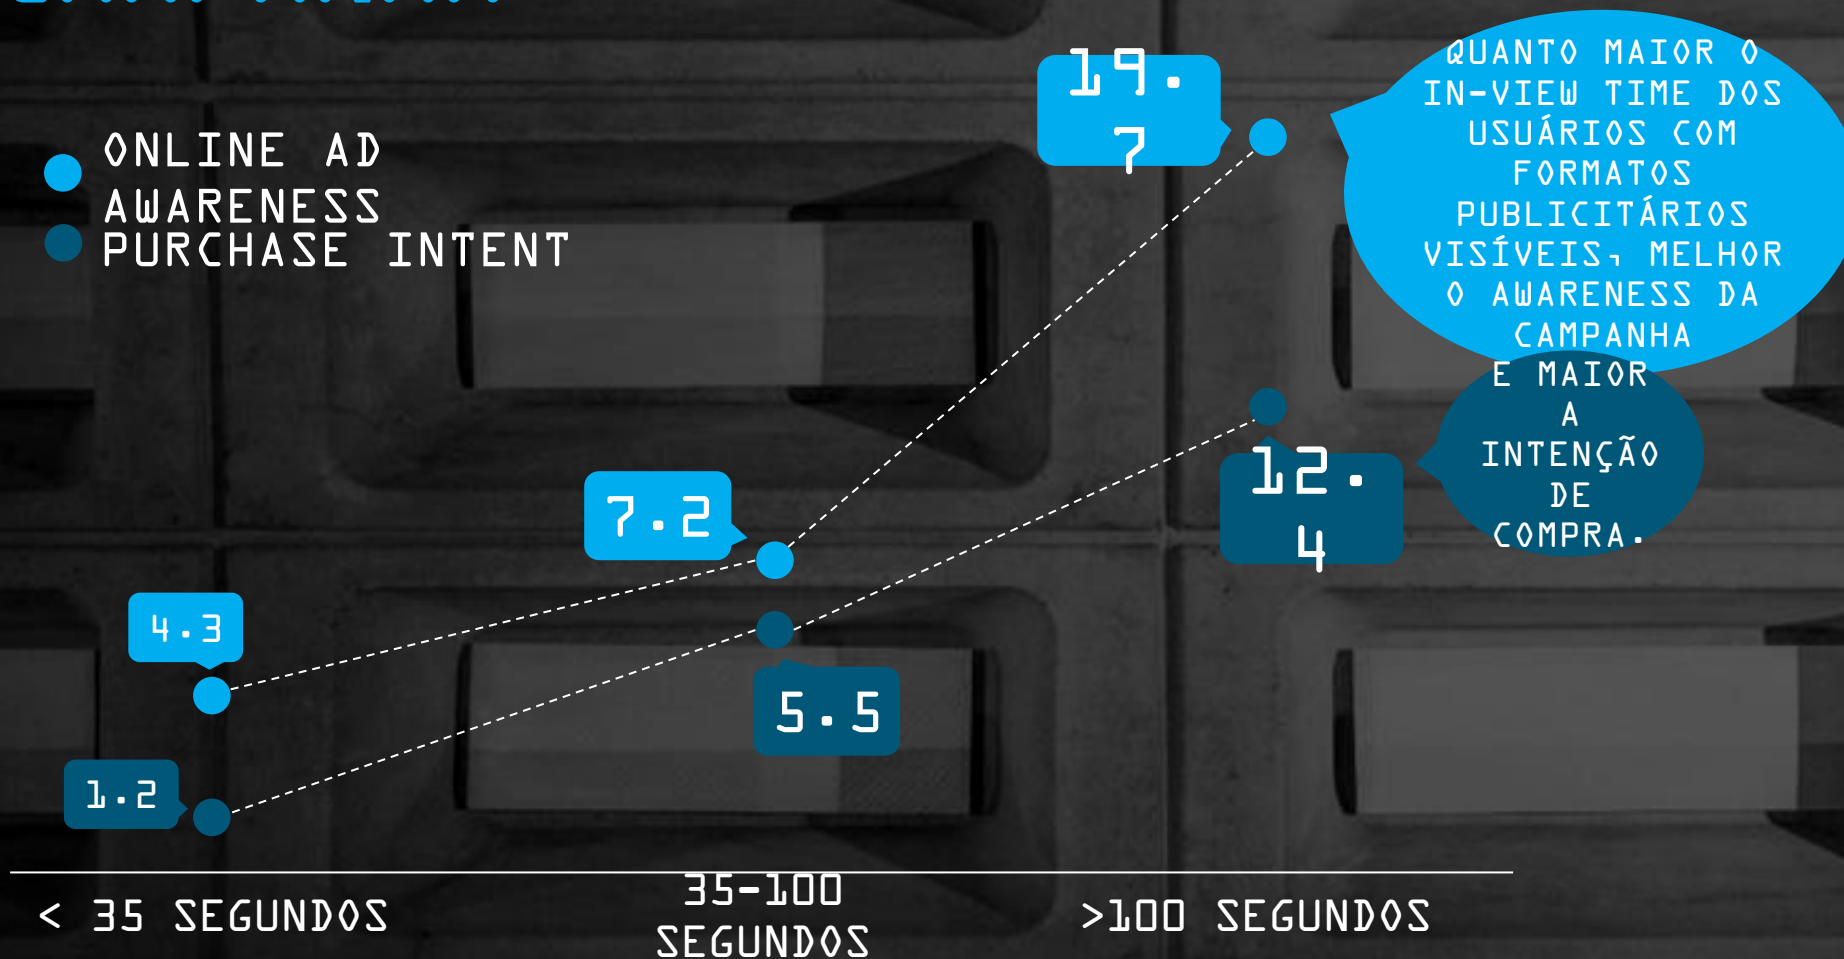 ONLINE AD
AWARENESS
PURCHASE INTENT
19.
7
QUANTO MAIOR O
IN-VIEW TIME DOS
USUÁRIOS COM
FORMATOS
PUBLICITÁRIOS
VISÍVEIS, MELHOR
O AWARENESS DA
CAMPANHA
E MAIOR
A
INTENÇÃO
DE
COMPRA.
12.
4
7.2
4.3
5.5
1.2
< 35 SEGUNDOS
35-100
SEGUNDOS
>100 SEGUNDOS